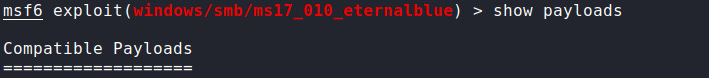 msf6 exploit(windows/smb/ms17_010_eternalblue) > show payloads
Compatible Payloads
===================